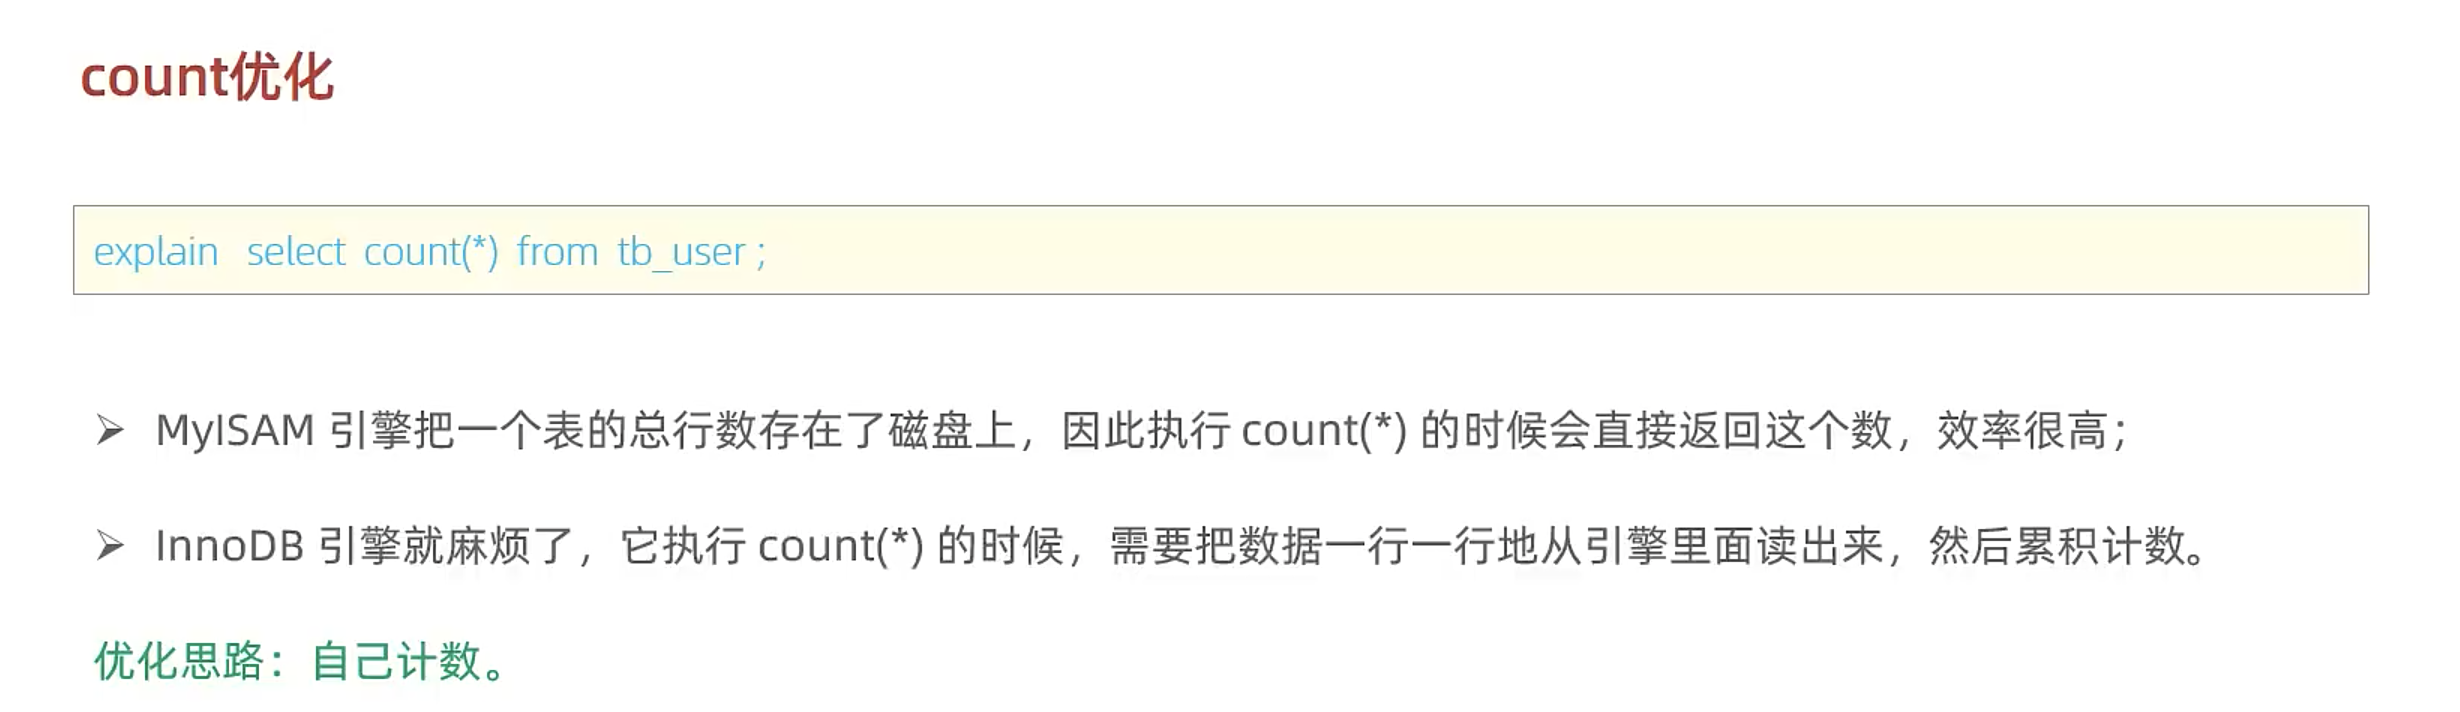 count优化
explain select count(*) from tb_user ;
➢ MyISAM 引擎把一个表的总行数存在了磁盘上，因此执行 count(*) 的时候会直接返回这个数，效率很高；
➢ InnoDB 引擎就麻烦了，它执行 count(*) 的时候，需要把数据一行一行地从引擎里面读出来，然后累积计数。
优化思路：自己计数。